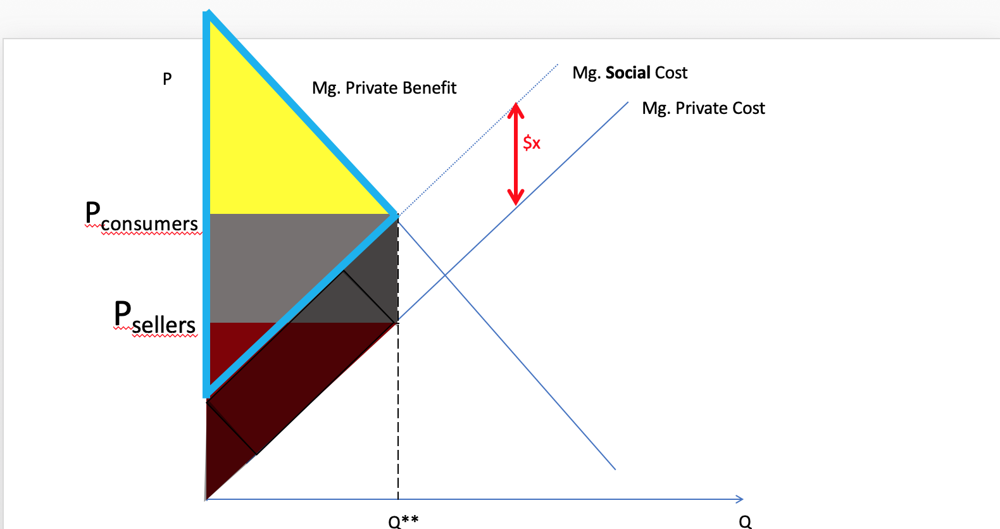 P
Mg. Private Benefit
Mg. Social Cost
Mg. Private Cost
$x
Pconsumers
Psellers
Q**
Q